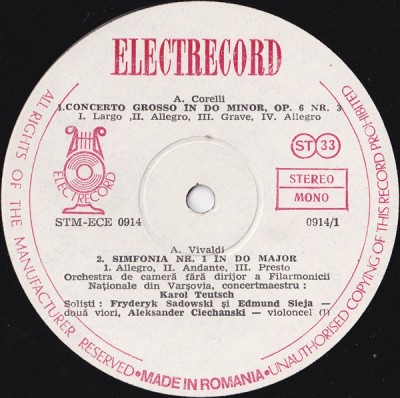 ELECTRECORD
A. Corelli
1.CONCERTO GROSSO IN DO MINOR, OP. 6 NR. 3
I. Largo ,II. Allegro, III. Grave, IV. Allegro
ELECTRECORD
ST 33
STEREO
MONO
STM-ECE 0914
0914/1
A. Vivaldi
2. SIMFONIA NR. 1 IN DO MAJOR
I. Allegro, II. Andante, III. Presto
Orchestra de cameră fără dirijor a Filarmonicii
Naționale din Varșovia, concertmaestru:
Karol Teutsch
Soliști: Fryderyk Sadowski și Edmund Sieja —
două viori, Aleksander Ciechanski — violoncel (1)
ALL RIGHTS OF THE MANUFACTURER RESERVED • MADE IN ROMANIA • UNAUTHORISED COPYING OF THIS RECORD PROHIBITED